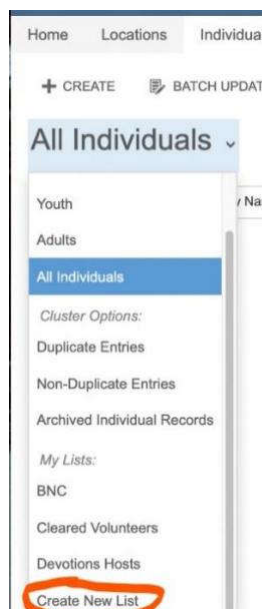 Home Locations Individua
+ CREATE BATCH UPDAT
All Individuals
y Na
Youth
Adults
All Individuals
Cluster Options:
Duplicate Entries
Non-Duplicate Entries
Archived Individual Records
My Lists:
BNC
Cleared Volunteers
Devotions Hosts
Create New List